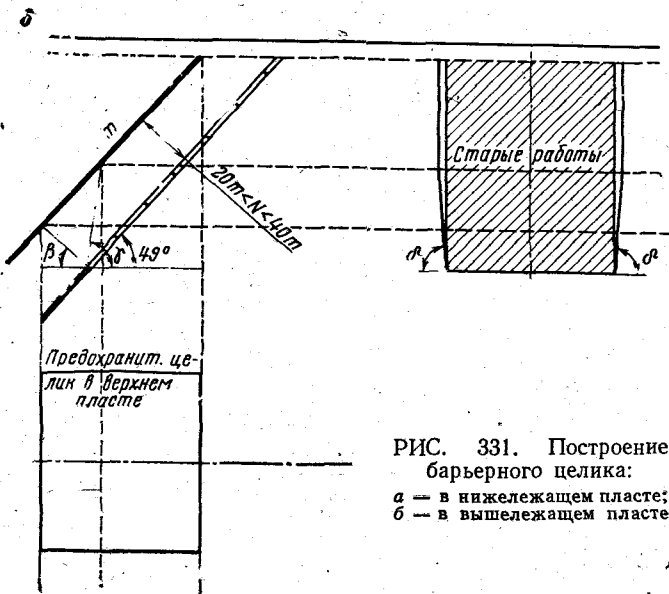 б
п
20m<N<40m
Старые работы
β
γ
49°
δ
δ
Предохранит. це-
лик в верхнем
пласте
РИС. 331. Построение
барьерного целика:
а — в нижележащем пласте;
б — в вышележащем пласте